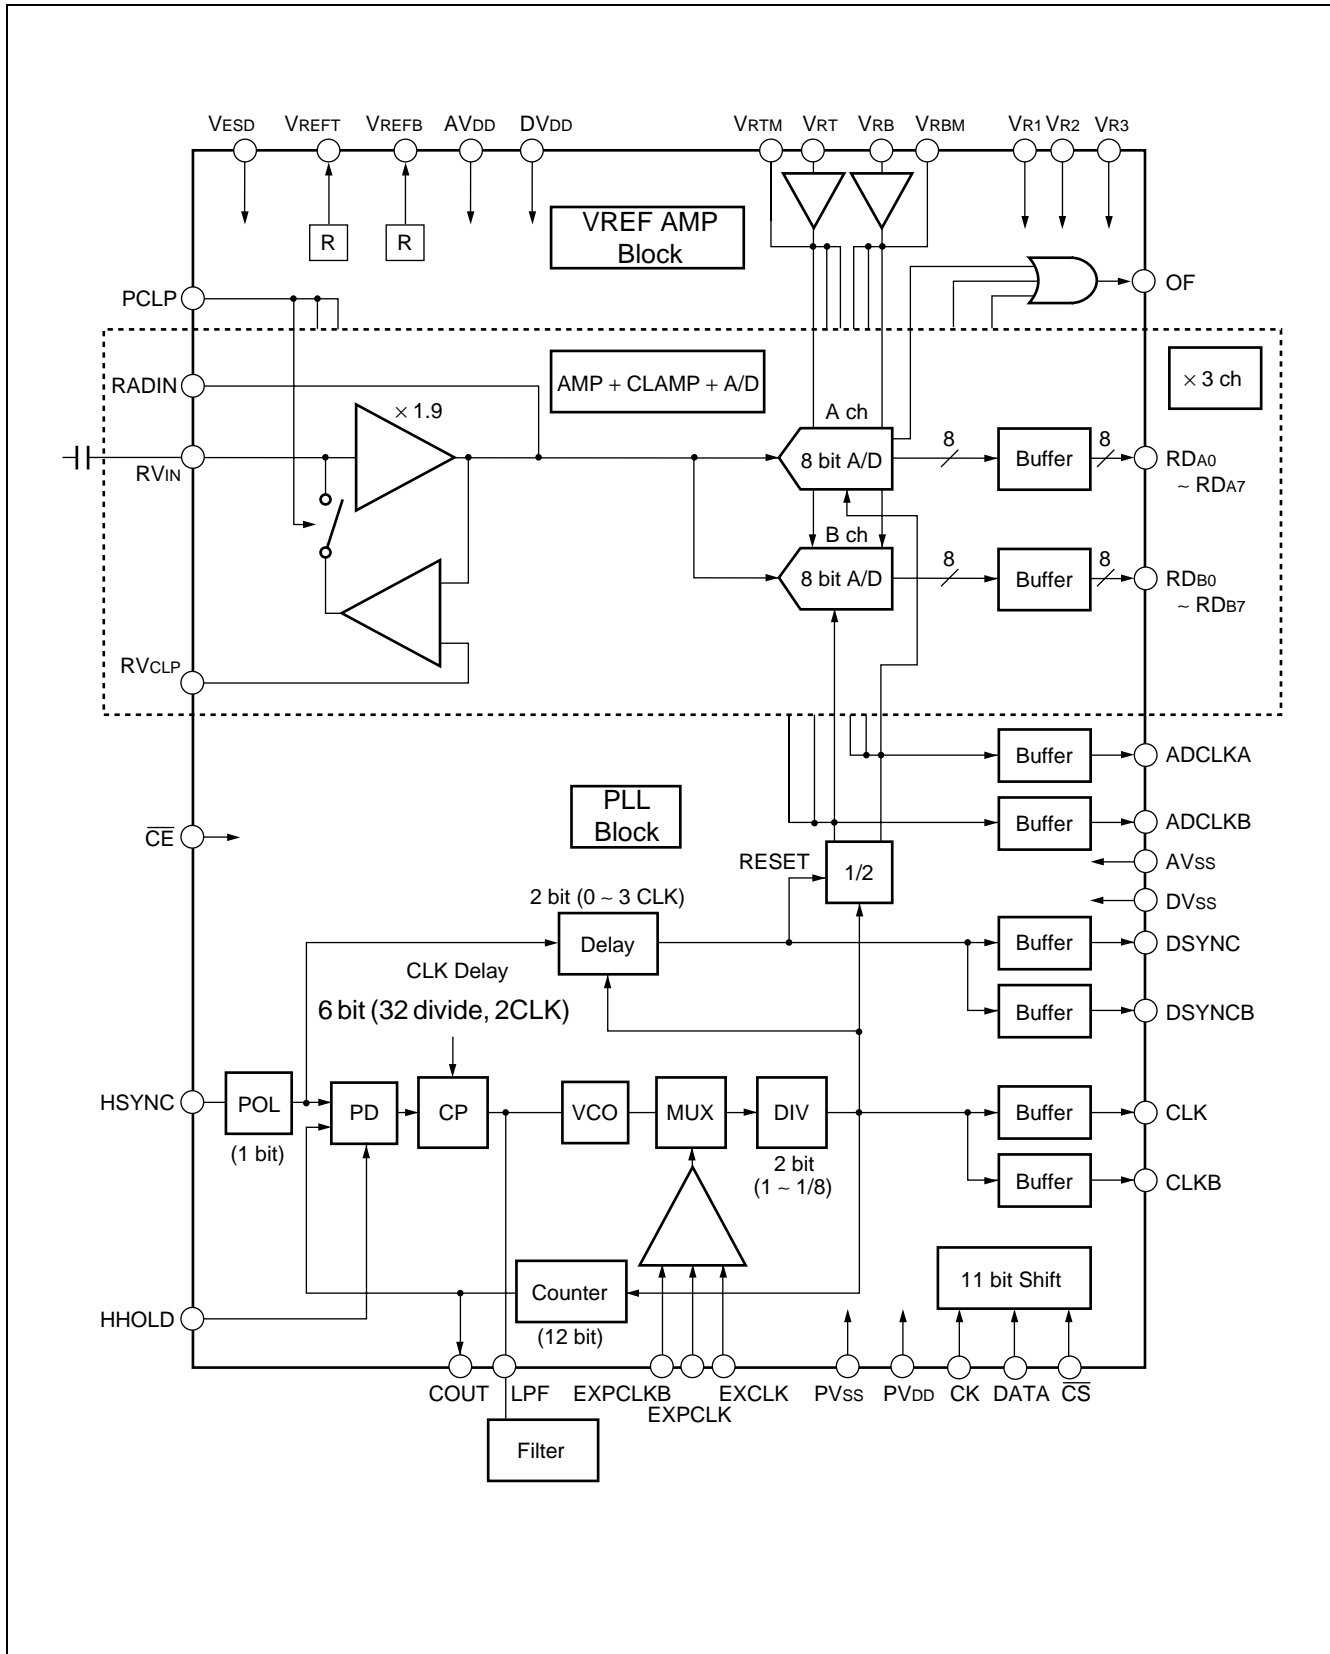 VESD VREFT VREFB AVDD DVDD VRTM VRT VRB VRBM VR1 VR2 VR3
R R
VREF AMP
Block
PCLP
OF
RADIN
AMP + CLAMP + A/D
× 3 ch
× 1.9
A ch
RVIN
8 bit A/D
8
Buffer
8
RDA0
~ RDA7
B ch
8 bit A/D
8
Buffer
8
RDB0
~ RDB7
RVCLP
Buffer
ADCLKA
PLL
Block
Buffer
ADCLKB
CE
AVSS
RESET
1/2
DVSS
2 bit (0 ~ 3 CLK)
Delay
Buffer
DSYNC
CLK Delay
6 bit (32 divide, 2CLK)
Buffer
DSYNCB
HSYNC
POL
(1 bit)
PD
CP
VCO
MUX
DIV
2 bit
(1 ~ 1/8)
Buffer
CLK
Buffer
CLKB
11 bit Shift
Counter
(12 bit)
HHOLD
COUT LPF EXPCLKB EXPCLK EXCLK PVSS PVDD CK DATA CS
Filter